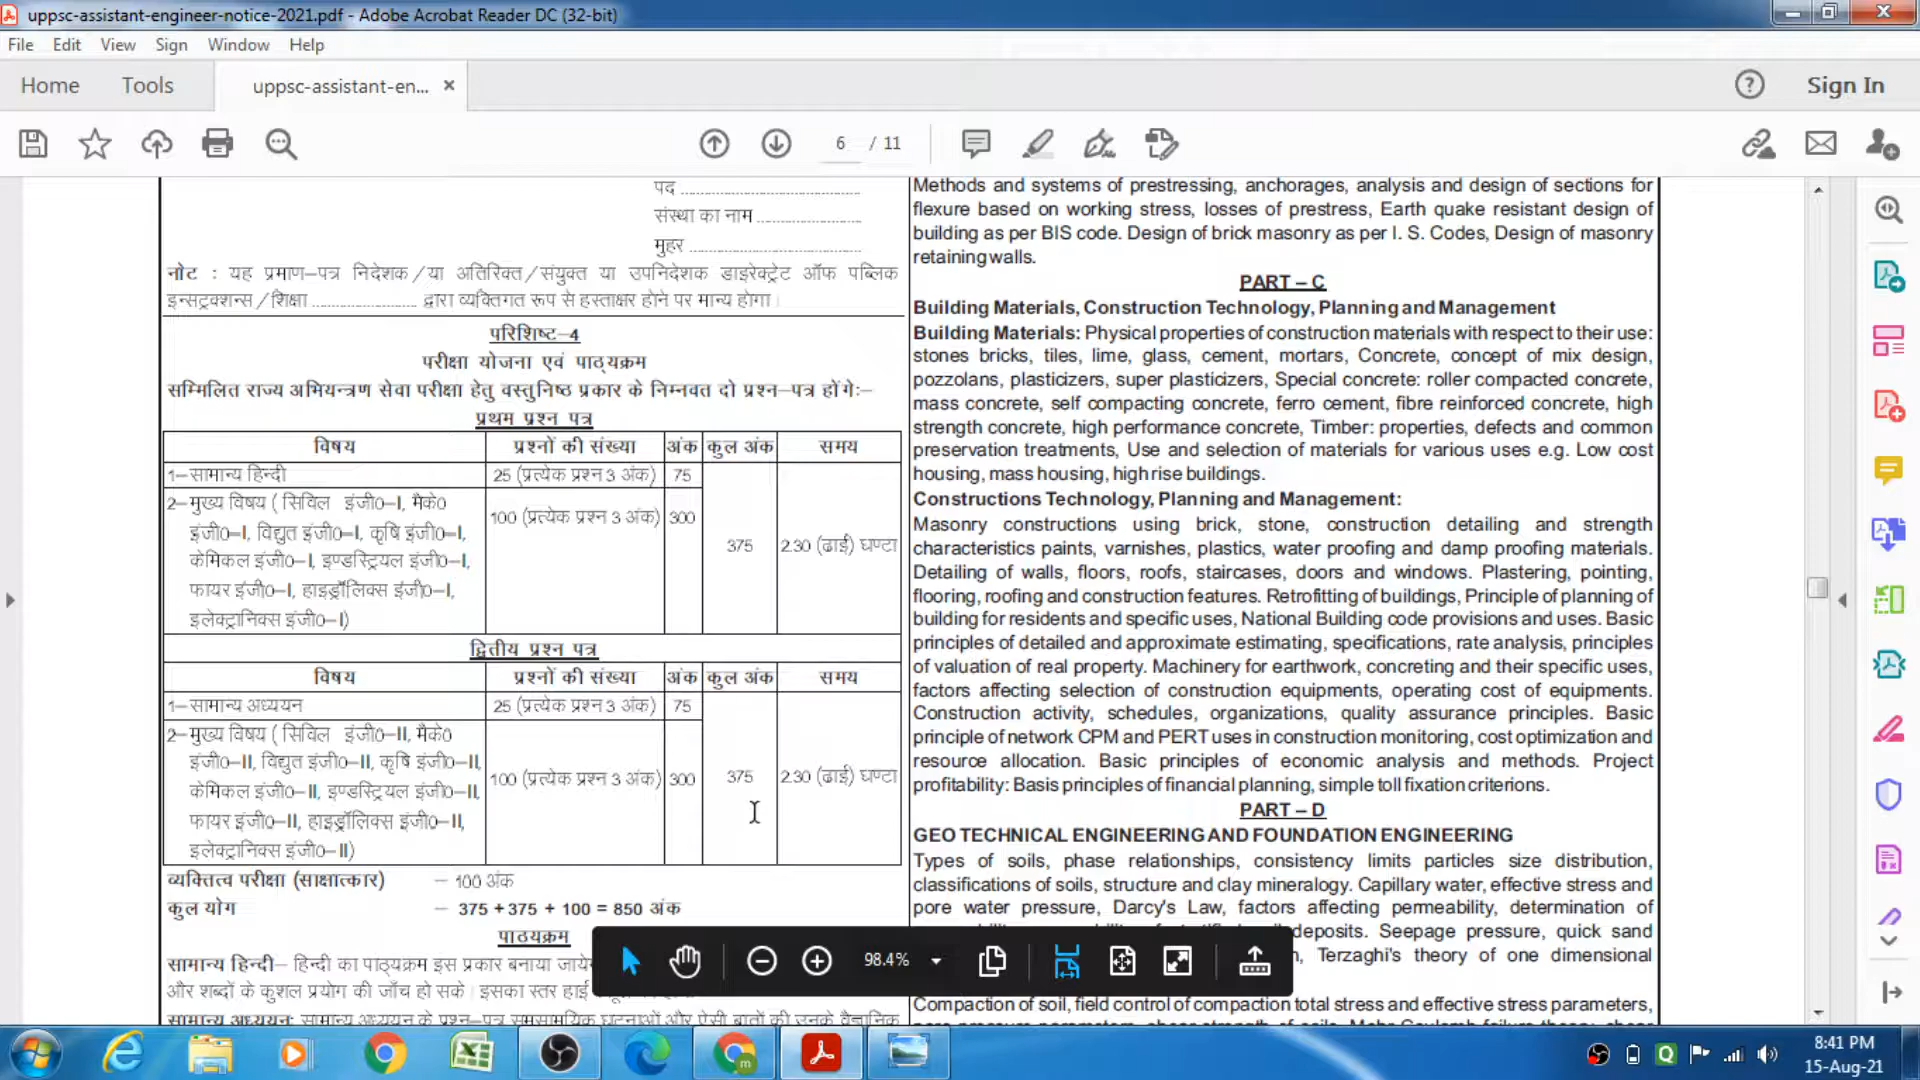 uppsc-assistant-engineer-notice-2021.pdf - Adobe Acrobat Reader DC (32-bit)
File Edit View Sign Window Help
Home Tools uppsc-assistant-en... × Sign In
6 / 11
पद
संस्था का नाम
मुहर
नोट : यह प्रमाण–पत्र निदेशक/या अतिरिक्त/संयुक्त या उपनिदेशक डाइरेक्ट्रेट ऑफ पब्लिक
इन्सट्रक्शन्स/शिक्षा .................... द्वारा व्यक्तिगत रूप से हस्ताक्षर होने पर मान्य होगा।
परिशिष्ट–4
परीक्षा योजना एवं पाठ्यक्रम
सम्मिलित राज्य अभियन्त्रण सेवा परीक्षा हेतु वस्तुनिष्ठ प्रकार के निम्नवत दो प्रश्न–पत्र होंगेः–
प्रथम प्रश्न पत्र
विषय प्रश्नों की संख्या अंक कुल अंक समय
1–सामान्य हिन्दी 25 (प्रत्येक प्रश्न 3 अंक) 75
2–मुख्य विषय ( सिविल इंजी0–I, मैके0
इंजी0–I, विद्युत इंजी0–I, कृषि इंजी0–I,
केमिकल इंजी0–I, इण्डस्ट्रियल इंजी0–I,
फायर इंजी0–I, हाइड्रॉलिक्स इंजी0–I,
इलेक्ट्रानिक्स इंजी0–I)
100 (प्रत्येक प्रश्न 3 अंक) 300
375 2.30 (ढाई) घण्टा
द्वितीय प्रश्न पत्र
विषय प्रश्नों की संख्या अंक कुल अंक समय
1–सामान्य अध्ययन 25 (प्रत्येक प्रश्न 3 अंक) 75
2–मुख्य विषय ( सिविल इंजी0–II, मैके0
इंजी0–II, विद्युत इंजी0–II, कृषि इंजी0–II,
केमिकल इंजी0–II, इण्डस्ट्रियल इंजी0–II,
फायर इंजी0–II, हाइड्रॉलिक्स इंजी0–II,
इलेक्ट्रानिक्स इंजी0–II)
100 (प्रत्येक प्रश्न 3 अंक) 300 375 2.30 (ढाई) घण्टा
व्यक्तित्व परीक्षा (साक्षात्कार) – 100 अंक
कुल योग – 375 +375 + 100 = 850 अंक
पाठ्यक्रम
सामान्य हिन्दी– हिन्दी का पाठ्यक्रम इस प्रकार बनाया जाये
और शब्दों के कुशल प्रयोग की जाँच हो सके। इसका स्तर हाई
सामान्य अध्ययन: सामान्य अध्ययन के प्रश्न–पत्र समसामयिक घटनाओं और ऐसी बातों की उनके वैज्ञानिक
Methods and systems of prestressing, anchorages, analysis and design of sections for
flexure based on working stress, losses of prestress, Earth quake resistant design of
building as per BIS code. Design of brick masonry as per I. S. Codes, Design of masonry
retaining walls.
PART – C
Building Materials, Construction Technology, Planning and Management
Building Materials: Physical properties of construction materials with respect to their use:
stones bricks, tiles, lime, glass, cement, mortars, Concrete, concept of mix design,
pozzolans, plasticizers, super plasticizers, Special concrete: roller compacted concrete,
mass concrete, self compacting concrete, ferro cement, fibre reinforced concrete, high
strength concrete, high performance concrete, Timber: properties, defects and common
preservation treatments, Use and selection of materials for various uses e.g. Low cost
housing, mass housing, high rise buildings.
Constructions Technology, Planning and Management:
Masonry constructions using brick, stone, construction detailing and strength
characteristics paints, varnishes, plastics, water proofing and damp proofing materials.
Detailing of walls, floors, roofs, staircases, doors and windows. Plastering, pointing,
flooring, roofing and construction features. Retrofitting of buildings, Principle of planning of
building for residents and specific uses, National Building code provisions and uses. Basic
principles of detailed and approximate estimating, specifications, rate analysis, principles
of valuation of real property. Machinery for earthwork, concreting and their specific uses,
factors affecting selection of construction equipments, operating cost of equipments.
Construction activity, schedules, organizations, quality assurance principles. Basic
principle of network CPM and PERT uses in construction monitoring, cost optimization and
resource allocation. Basic principles of economic analysis and methods. Project
profitability: Basis principles of financial planning, simple toll fixation criterions.
PART – D
GEO TECHNICAL ENGINEERING AND FOUNDATION ENGINEERING
Types of soils, phase relationships, consistency limits particles size distribution,
classifications of soils, structure and clay mineralogy. Capillary water, effective stress and
pore water pressure, Darcy's Law, factors affecting permeability, determination of
deposits. Seepage pressure, quick sand
Terzaghi's theory of one dimensional
Compaction of soil, field control of compaction total stress and effective stress parameters,
98.4%
8:41 PM
15-Aug-21